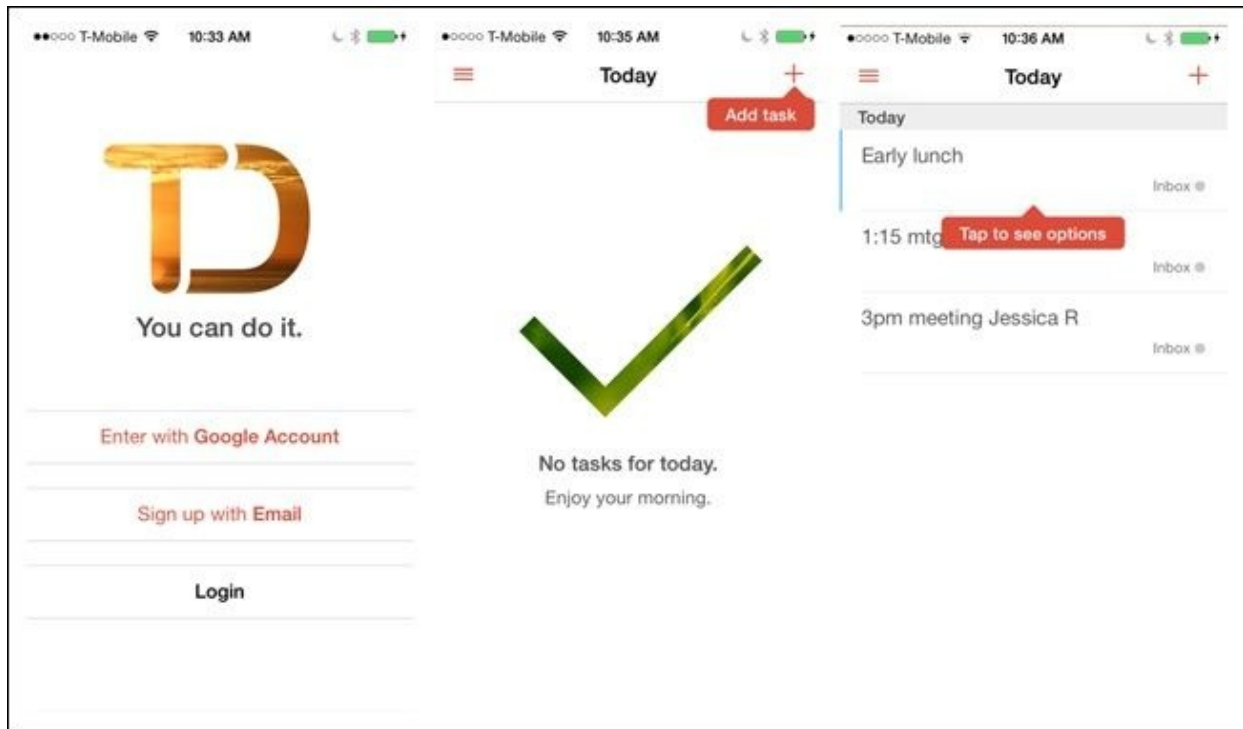 T-Mobile 10:33 AM
TD
You can do it.
Enter with Google Account
Sign up with Email
Login
T-Mobile 10:35 AM
Today
Add task
No tasks for today.
Enjoy your morning.
T-Mobile 10:36 AM
Today
Today
Early lunch
Inbox
Tap to see options
1:15 mtg
Inbox
3pm meeting Jessica R
Inbox